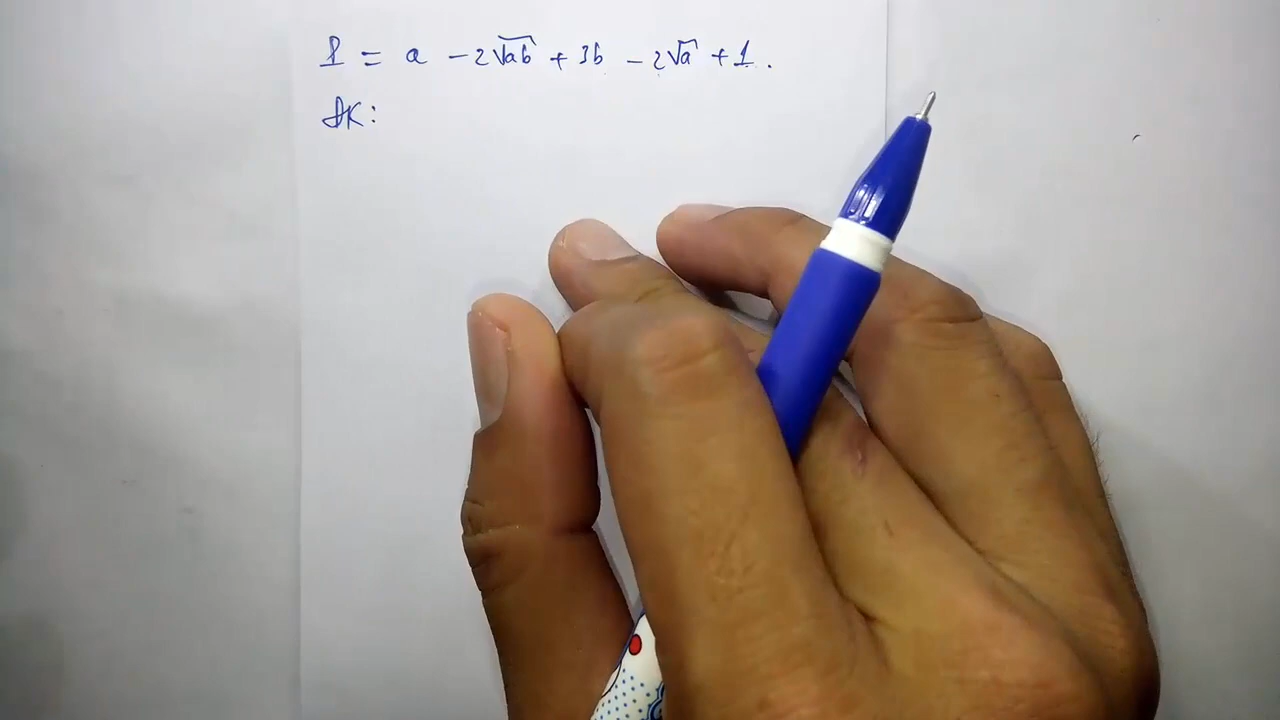 P = a - 2√ab + 3b - 2√a + 1.
ĐK: